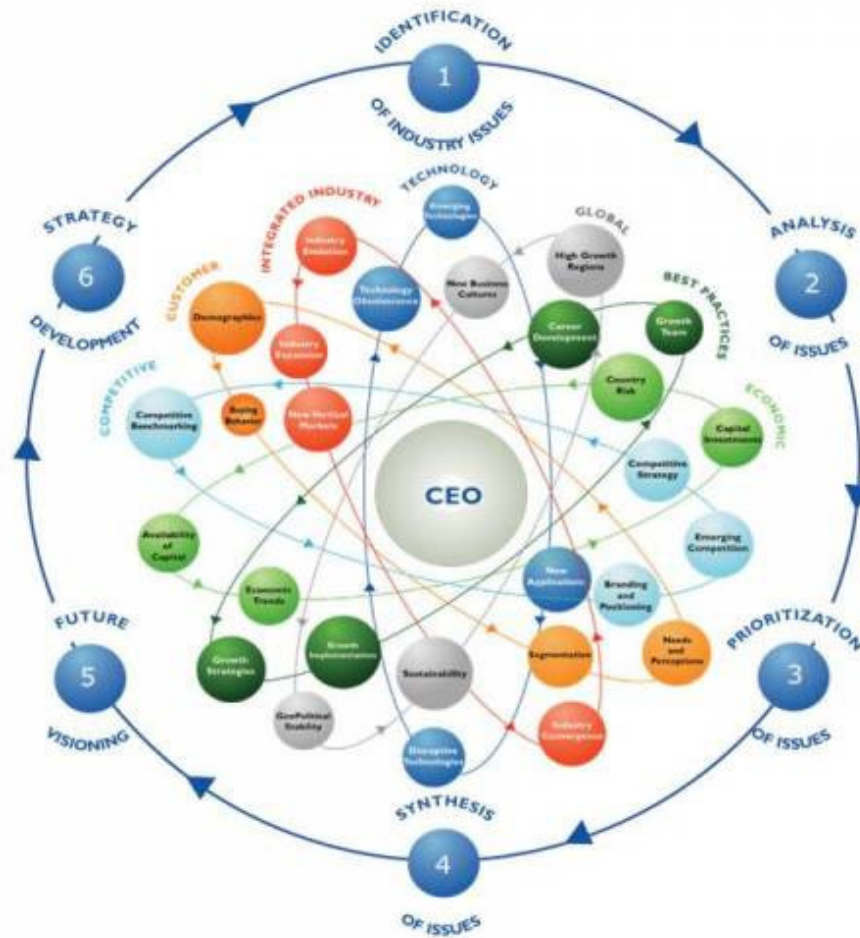 IDENTIFICATION
1
OF INDUSTRY ISSUES
ANALYSIS
2
OF ISSUES
PRIORITIZATION
3
OF ISSUES
SYNTHESIS
4
OF ISSUES
FUTURE
5
VISIONING
STRATEGY
6
DEVELOPMENT
TECHNOLOGY
Emerging
Technologies
Technology
Obsolescence
New
Applications
Disruptive
Technologies
INTEGRATED INDUSTRY
Industry
Evolution
Industry
Expansion
New Vertical
Markets
Industry
Convergence
GLOBAL
High Growth
Regions
New Business
Cultures
Sustainability
GeoPolitical
Stability
CUSTOMER
Demographics
Buying
Behavior
Segmentation
Needs and
Perceptions
BEST PRACTICES
Career
Development
Growth
Team
Growth
Strategies
Growth
Implementation
COMPETITIVE
Competitive
Benchmarking
Competitive
Strategy
Emerging
Competition
Branding
and
Positioning
ECONOMIC
Country
Risk
Capital
Investments
Availability
of
Capital
Economic
Trends
CEO